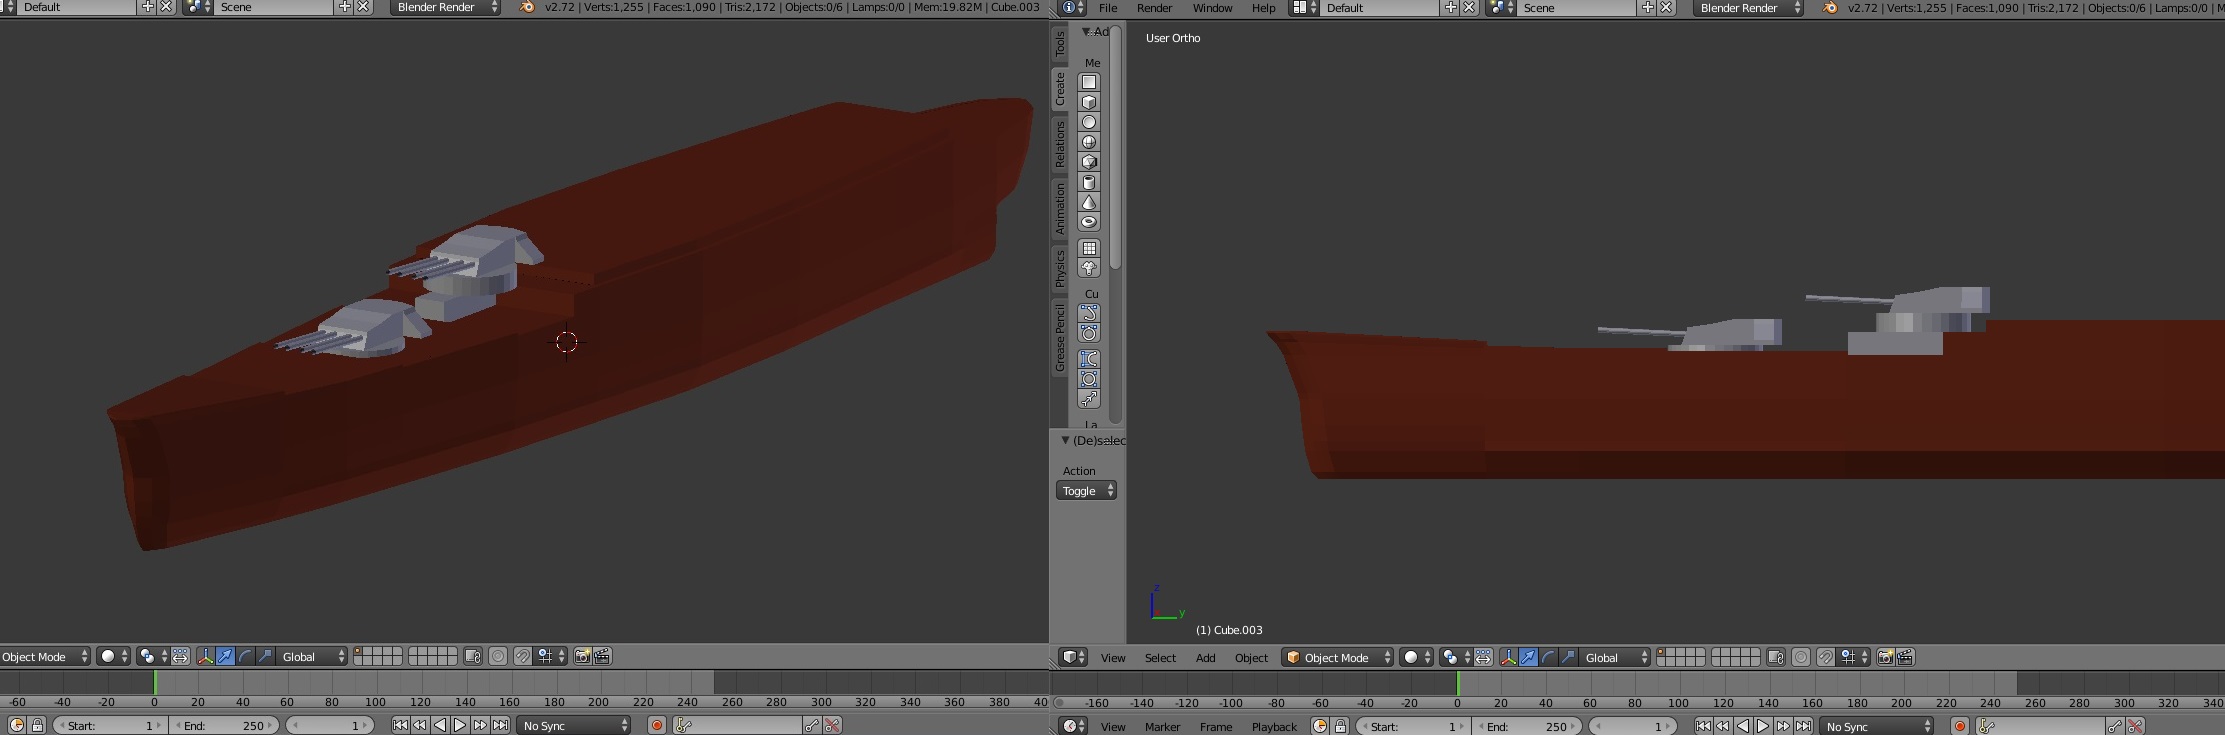 Default Scene Blender Render v2.72 | Verts:1,255 | Faces:1,090 | Tris:2,172 | Objects:0/6 | Lamps:0/0 | Mem:19.82M | Cube.003
File Render Window Help Default Scene Blender Render v2.72 | Verts:1,255 | Faces:1,090 | Tris:2,172 | Objects:0/6 | Lamps:0/0 | M
Tools
Create
Relations
Animation
Physics
Grease Pencil
Ad
Me
Cu
La
(De)selec
Action
Toggle
User Ortho
z
y
(1) Cube.003
Object Mode Global
View Select Add Object Object Mode Global
-60 -40 -20 0 20 40 60 80 100 120 140 160 180 200 220 240 260 280 300 320 340 360 380 40
-160 -140 -120 -100 -80 -60 -40 -20 0 20 40 60 80 100 120 140 160 180 200 220 240 260 280 300 320 340
Start: 1 End: 250 1 No Sync
View Marker Frame Playback Start: 1 End: 250 1 No Sync